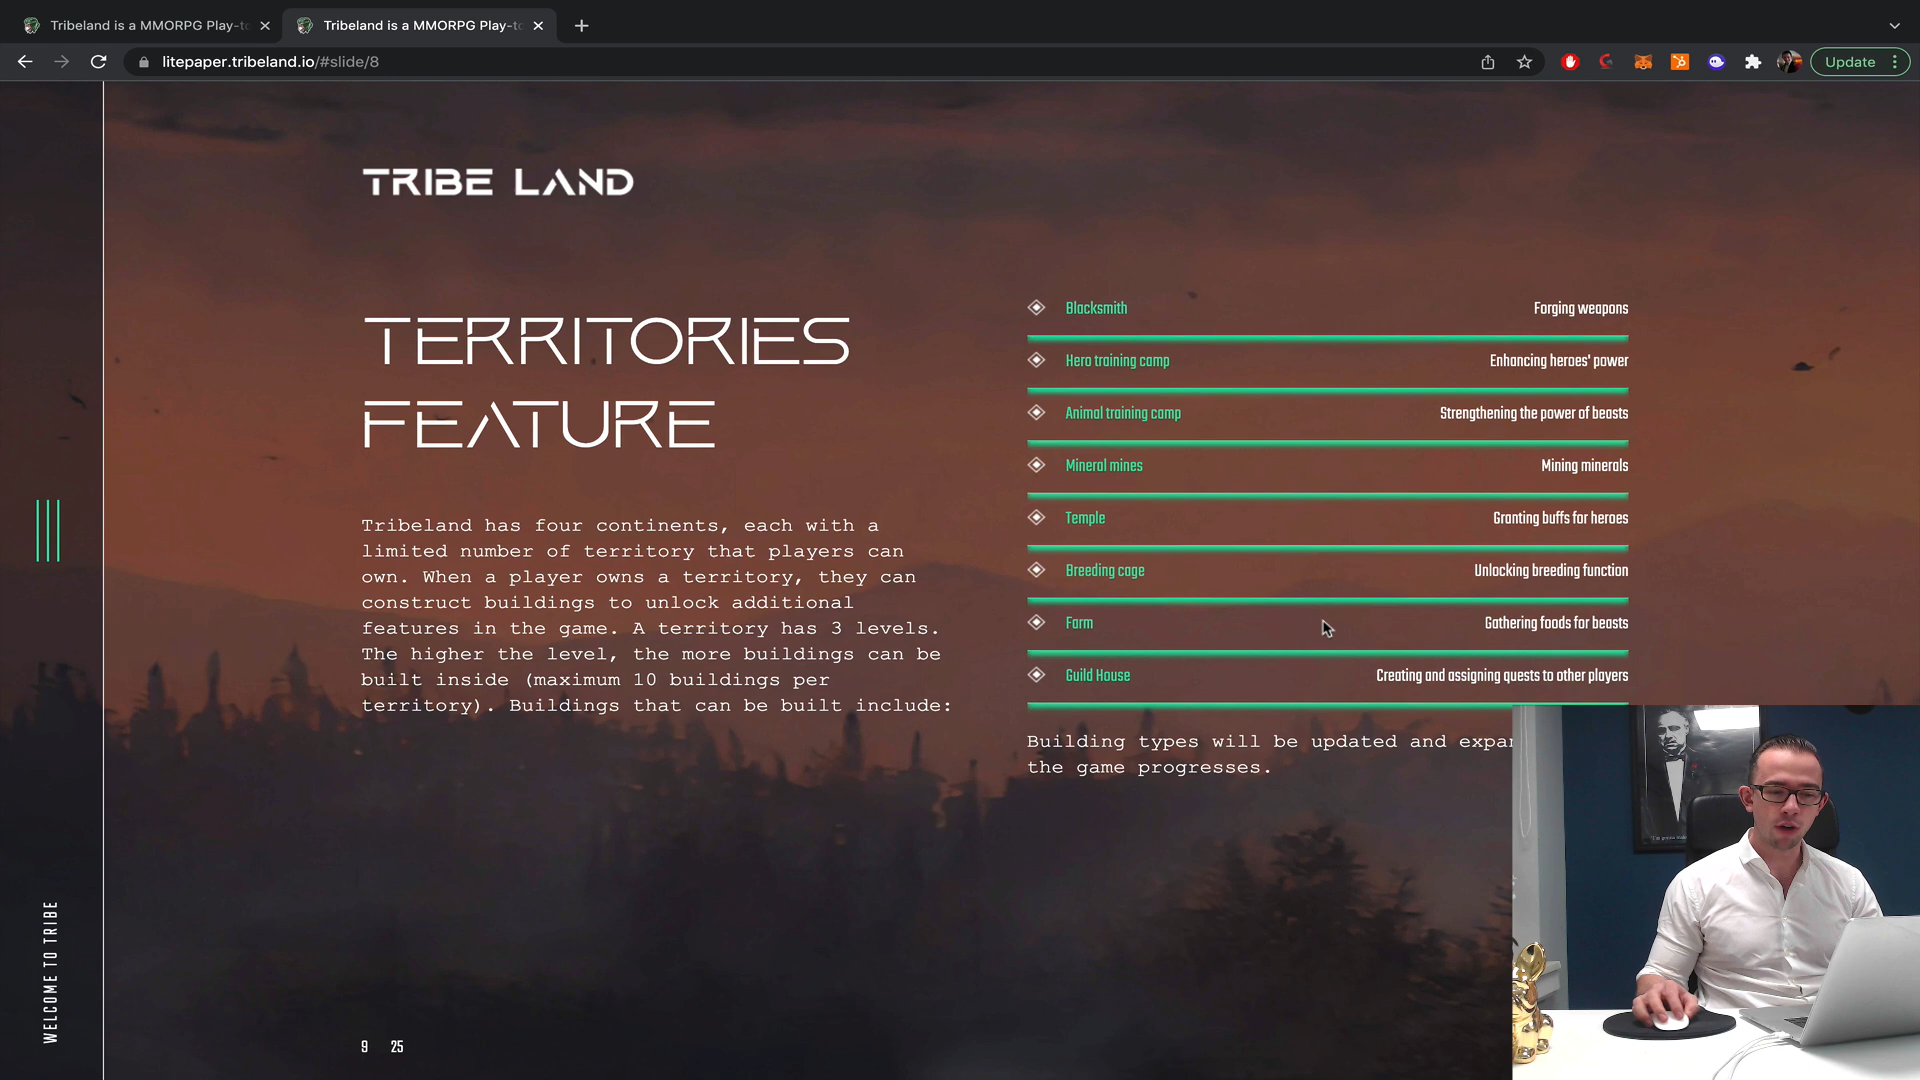 Tribeland is a MMORPG Play-to
Tribeland is a MMORPG Play-to
litepaper.tribeland.io/#slide/8
Update
TRIBE LAND
TERRITORIES
FEATURE
Tribeland has four continents, each with a
limited number of territory that players can
own. When a player owns a territory, they can
construct buildings to unlock additional
features in the game. A territory has 3 levels.
The higher the level, the more buildings can be
built inside (maximum 10 buildings per
territory). Buildings that can be built include:
Blacksmith Forging weapons
Hero training camp Enhancing heroes' power
Animal training camp Strengthening the power of beasts
Mineral mines Mining minerals
Temple Granting buffs for heroes
Breeding cage Unlocking breeding function
Farm Gathering foods for beasts
Guild House Creating and assigning quests to other players
Building types will be updated and expan
the game progresses.
WELCOME TO TRIBE
9 25